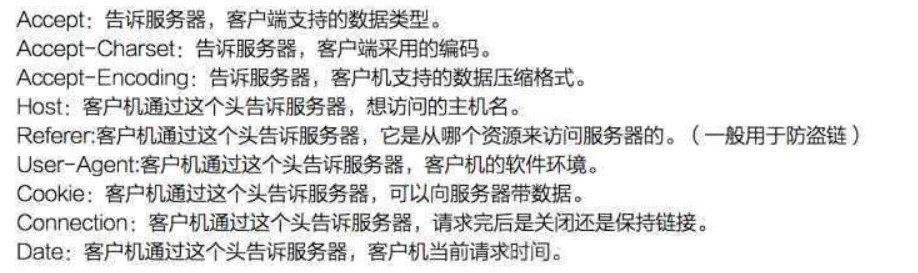 Accept：告诉服务器，客户端支持的数据类型。
Accept-Charset：告诉服务器，客户端采用的编码。
Accept-Encoding：告诉服务器，客户机支持的数据压缩格式。
Host：客户机通过这个头告诉服务器，想访问的主机名。
Referer:客户机通过这个头告诉服务器，它是从哪个资源来访问服务器的。（一般用于防盗链）
User-Agent:客户机通过这个头告诉服务器，客户机的软件环境。
Cookie：客户机通过这个头告诉服务器，可以向服务器带数据。
Connection：客户机通过这个头告诉服务器，请求完后是关闭还是保持链接。
Date：客户机通过这个头告诉服务器，客户机当前请求时间。